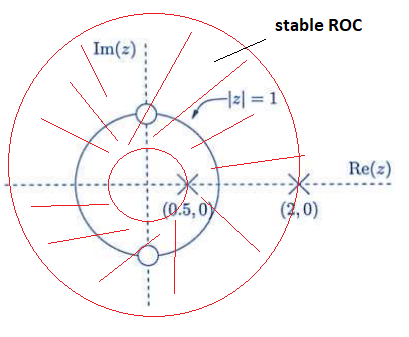 stable ROC
Im(z)
|z| = 1
Re(z)
(0.5, 0)
(2, 0)